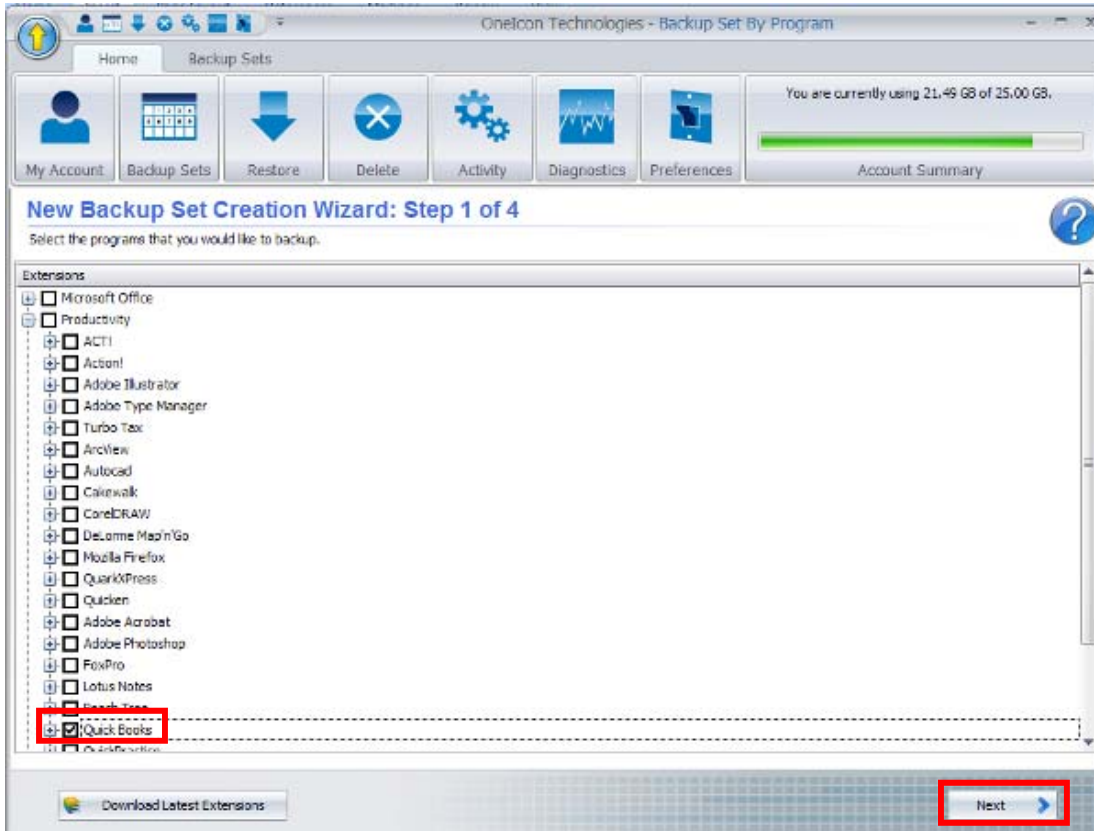 OneIcon Technologies - Backup Set By Program
Home Backup Sets
You are currently using 21.49 GB of 25.00 GB.
My Account Backup Sets Restore Delete Activity Diagnostics Preferences Account Summary
New Backup Set Creation Wizard: Step 1 of 4
Select the programs that you would like to backup.
Extensions
Microsoft Office
Productivity
ACT!
Action!
Adobe Illustrator
Adobe Type Manager
Turbo Tax
ArcView
Autocad
Cakewalk
CorelDRAW
DeLorme Map'n'Go
Mozilla Firefox
QuarkXPress
Quicken
Adobe Acrobat
Adobe Photoshop
FoxPro
Lotus Notes
Peach Tree
Quick Books
Download Latest Extensions
Next